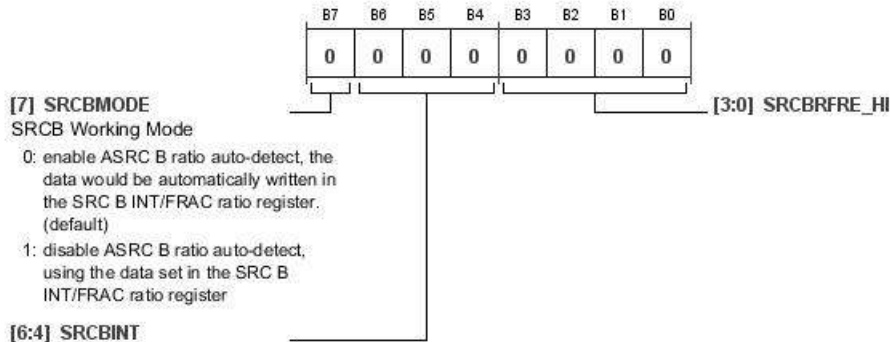 B7 B6 B5 B4 B3 B2 B1 B0
0 0 0 0 0 0 0 0
[7] SRCBMODE
[3:0] SRCBRFRE_HI
SRCB Working Mode
0: enable ASRC B ratio auto-detect, the
data would be automatically written in
the SRC B INT/FRAC ratio register.
(default)
1: disable ASRC B ratio auto-detect,
using the data set in the SRC B
INT/FRAC ratio register
[6:4] SRCBINT